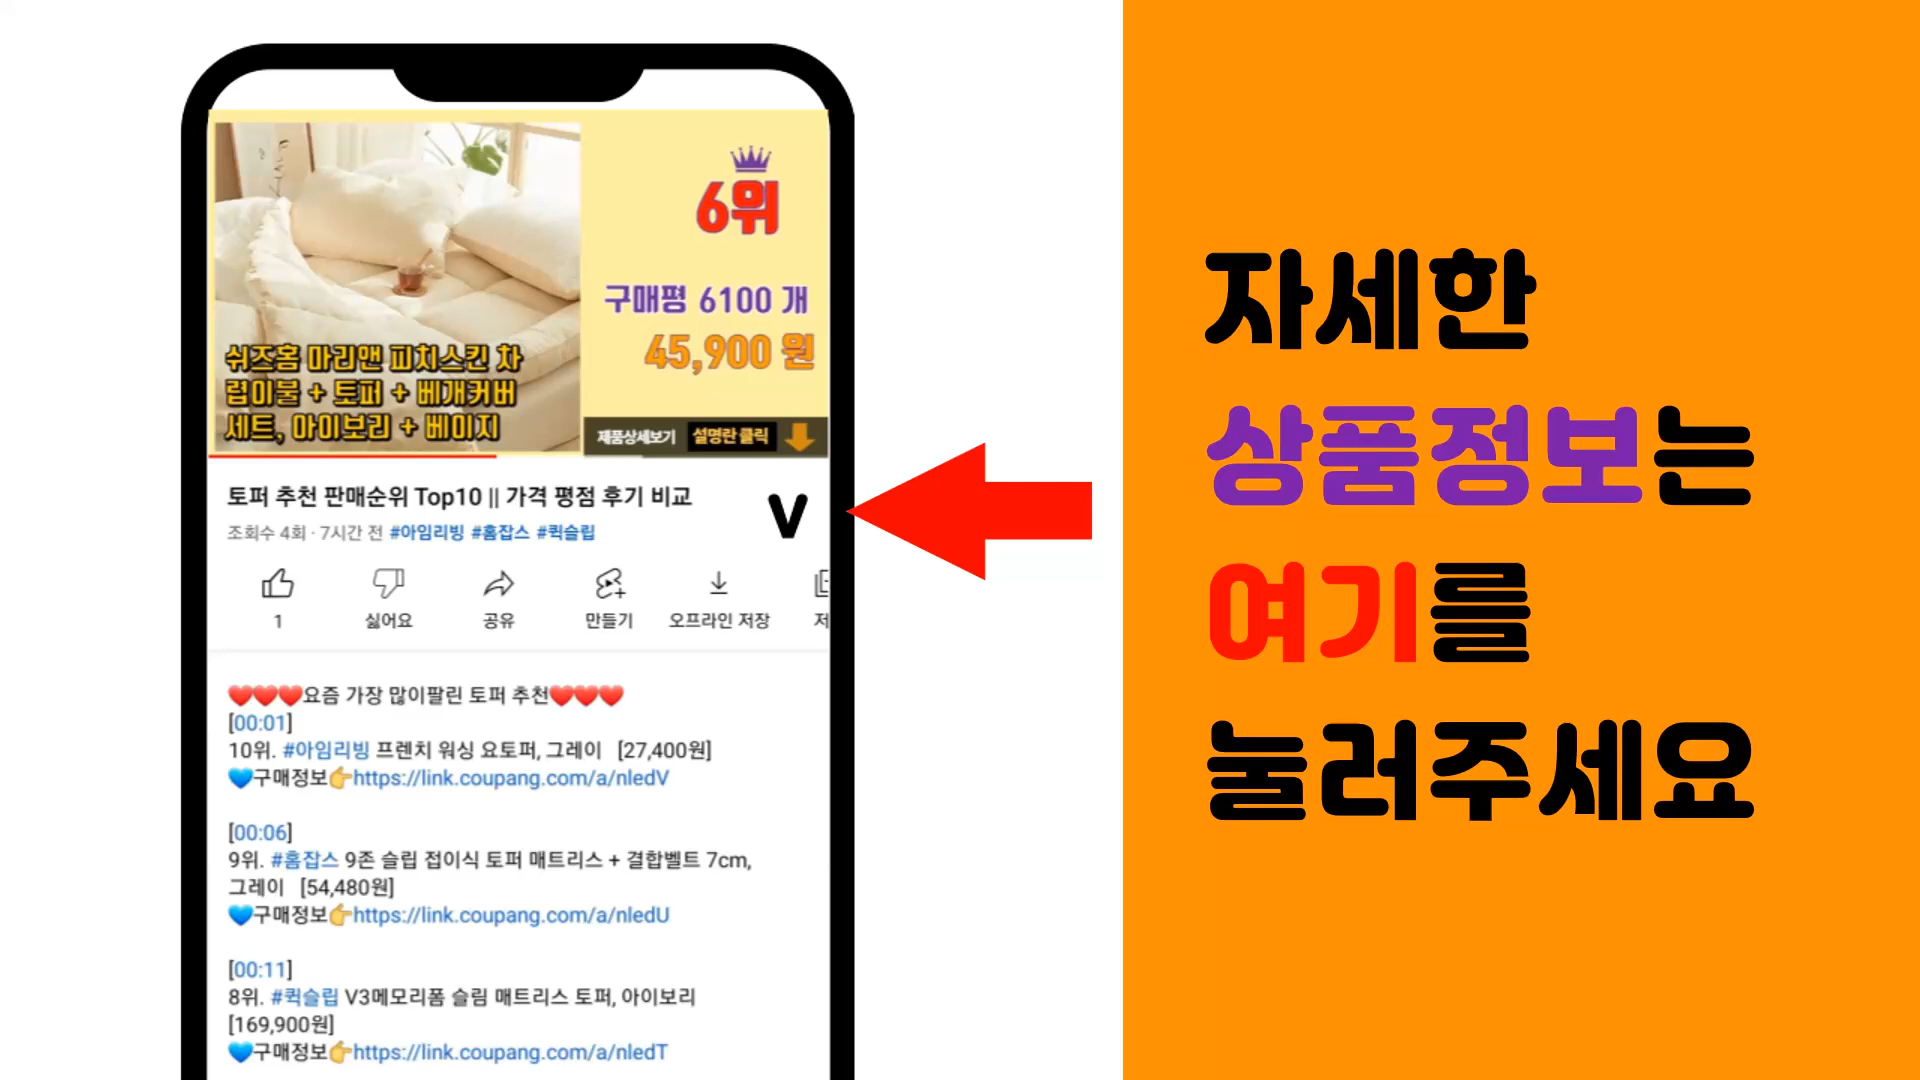 6위
구매평 6100 개
45,900 원
쉬즈홈 마리앤 피치스킨 차
렵이불 + 토퍼 + 베개커버
세트, 아이보리 + 베이지
제품상세보기 설명란 클릭
토퍼 추천 판매순위 Top10 || 가격 평점 후기 비교
V
조회수 4회 · 7시간 전 #아임리빙 #홈잡스 #퀵슬립
1 싫어요 공유 만들기 오프라인 저장 저
❤❤❤요즘 가장 많이팔린 토퍼 추천❤❤❤
[00:01]
10위. #아임리빙 프렌치 워싱 요토퍼, 그레이 [27,400원]
💙구매정보👉https://link.coupang.com/a/nledV
[00:06]
9위. #홈잡스 9존 슬립 접이식 토퍼 매트리스 + 결합벨트 7cm,
그레이 [54,480원]
💙구매정보👉https://link.coupang.com/a/nledU
[00:11]
8위. #퀵슬립 V3메모리폼 슬림 매트리스 토퍼, 아이보리
[169,900원]
💙구매정보👉https://link.coupang.com/a/nledT
자세한
상품정보는
여기를
눌러주세요